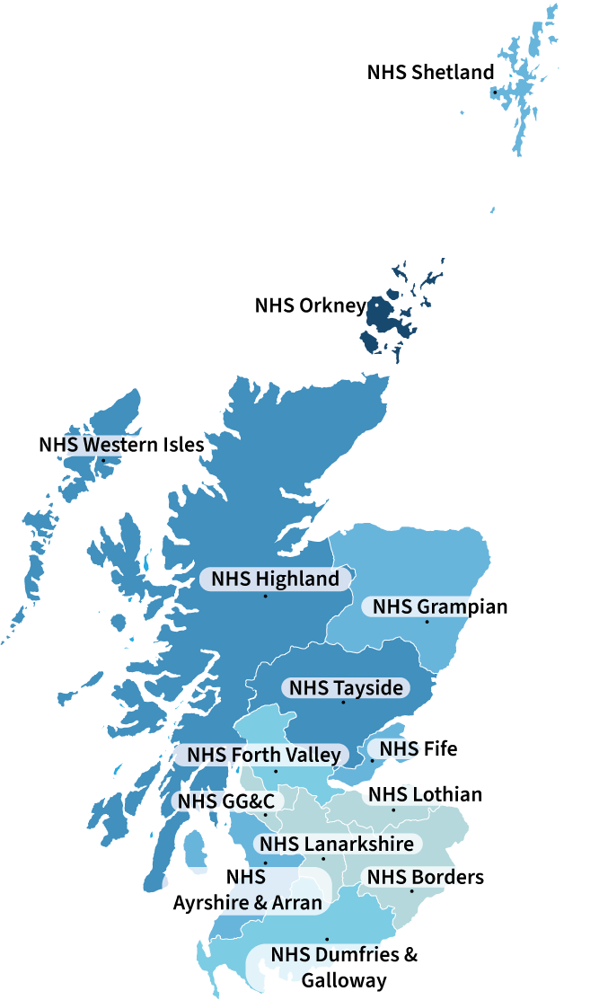 NHS Shetland
NHS Orkney
NHS Western Isles
NHS Highland
NHS Grampian
NHS Tayside
NHS Fife
NHS Forth Valley
NHS Lothian
NHS GG&C
NHS Lanarkshire
NHS Borders
NHS
Ayrshire & Arran
NHS Dumfries &
Galloway